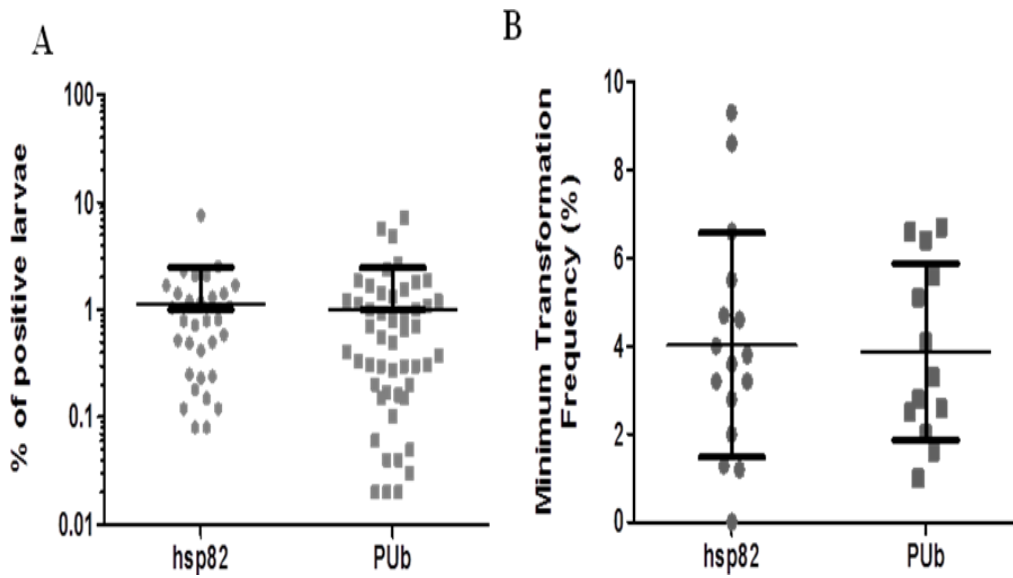 A
% of positive larvae
100
10
1
0.1
0.01
hsp82
PUb
B
Minimum Transformation
Frequency (%)
10
8
6
4
2
0
hsp82
PUb